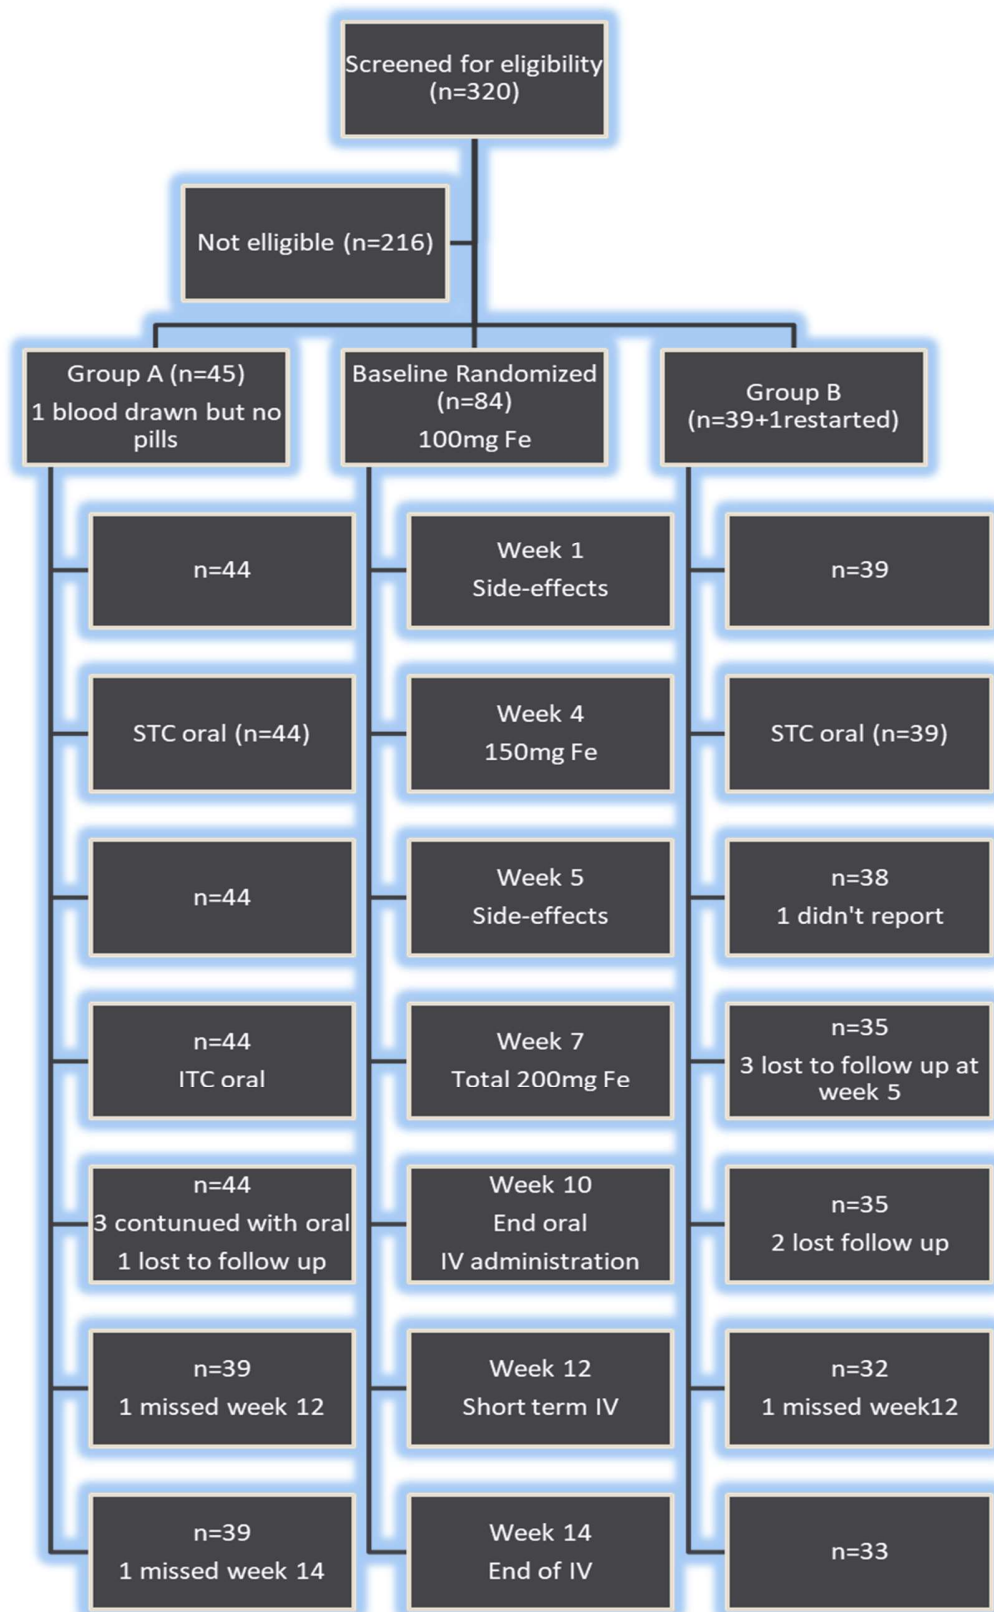 Screened for eligibility
(n=320)
Not elligible (n=216)
Group A (n=45)
1 blood drawn but no
pills
Baseline Randomized
(n=84)
100mg Fe
Group B
(n=39+1restarted)
n=44
Week 1
Side-effects
n=39
STC oral (n=44)
Week 4
150mg Fe
STC oral (n=39)
n=44
Week 5
Side-effects
n=38
1 didn't report
n=44
ITC oral
Week 7
Total 200mg Fe
n=35
3 lost to follow up at
week 5
n=44
3 contunued with oral
1 lost to follow up
Week 10
End oral
IV administration
n=35
2 lost follow up
n=39
1 missed week 12
Week 12
Short term IV
n=32
1 missed week12
n=39
1 missed week 14
Week 14
End of IV
n=33